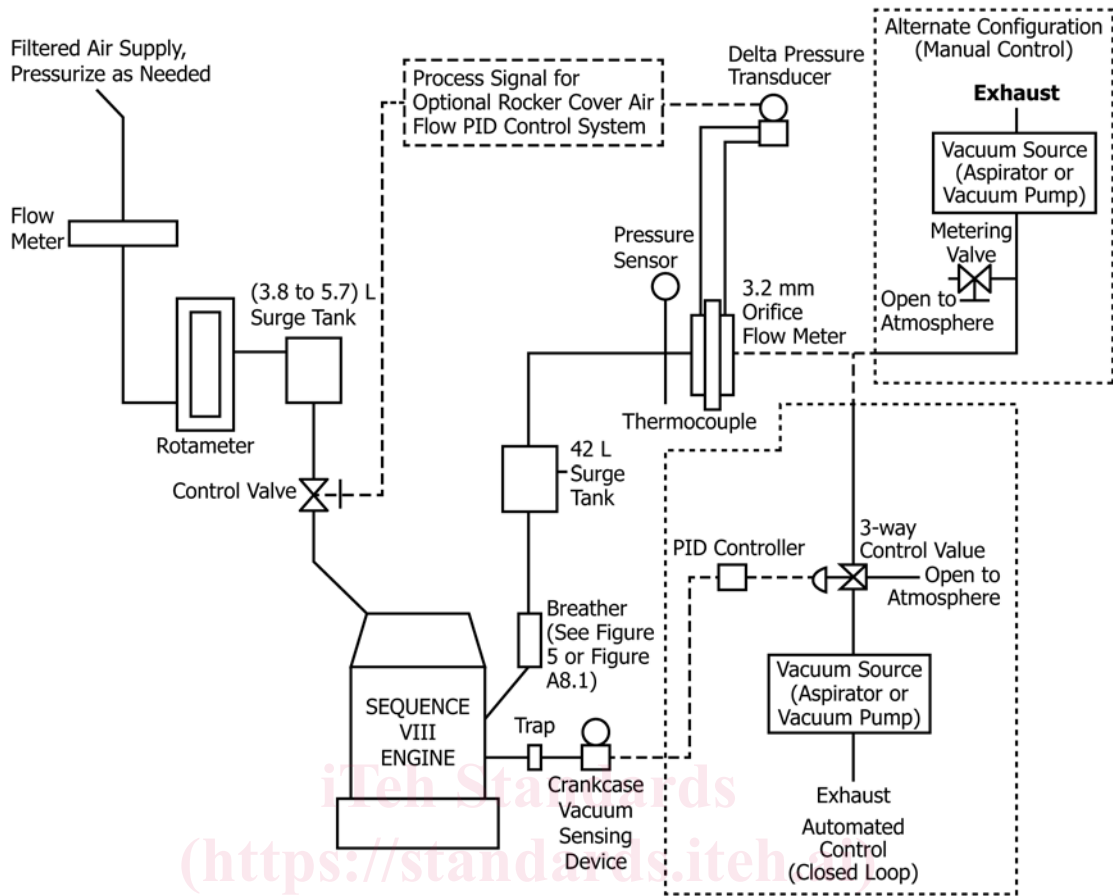 Filtered Air Supply,
Pressurize as Needed
Process Signal for
Optional Rocker Cover Air
Flow PID Control System
Delta Pressure
Transducer
Alternate Configuration
(Manual Control)
Exhaust
Vacuum Source
(Aspirator or
Vacuum Pump)
Metering
Valve
Open to
Atmosphere
Flow
Meter
Pressure
Sensor
(3.8 to 5.7) L
Surge Tank
3.2 mm
Orifice
Flow Meter
Rotameter
Thermocouple
Control Valve
42 L
Surge
Tank
3-way
Control Value
PID Controller
Open to
Atmosphere
Breather
(See Figure
5 or Figure
A8.1)
Vacuum Source
(Aspirator or
Vacuum Pump)
SEQUENCE
VIII
ENGINE
Trap
Crankcase
Vacuum
Sensing
Device
Exhaust
Automated
Control
(Closed Loop)
iTeh Standards
(https://standards.iteh.ai)